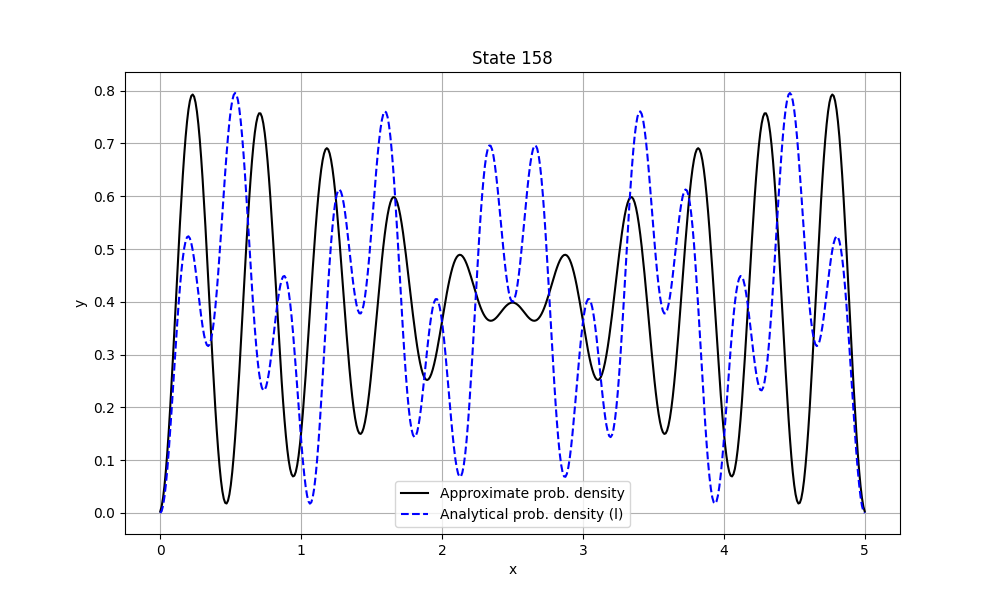 State 158
y
0.8
0.7
0.6
0.5
0.4
0.3
0.2
0.1
0.0
Approximate prob. density
Analytical prob. density (l)
0 1 2 3 4 5
x